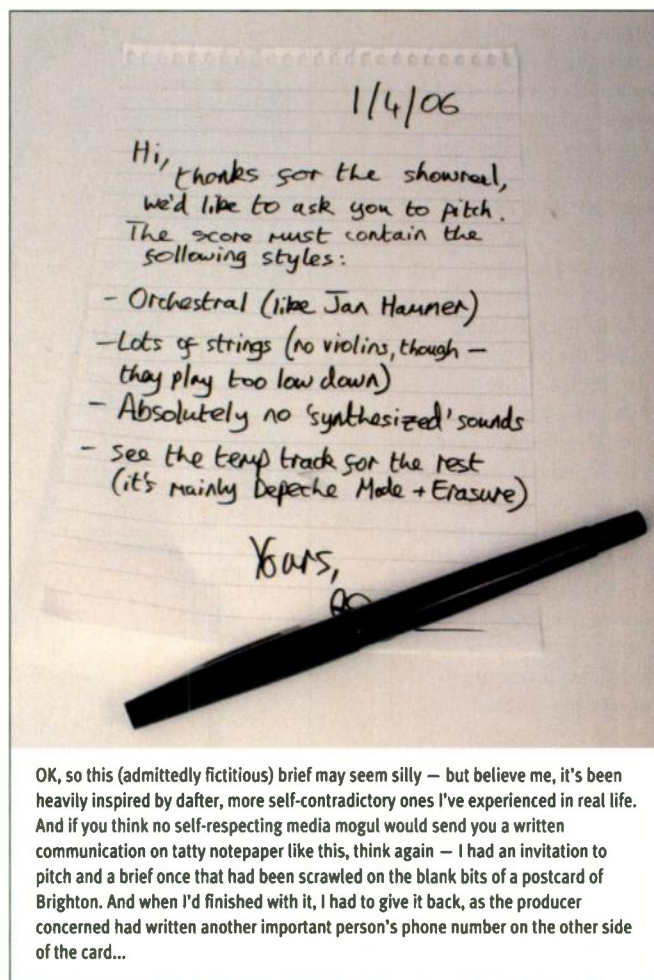 1/4/06
Hi,
thanks for the showreel,
we'd like to ask you to pitch.
The score must contain the
following styles:
- Orchestral (like Jan Hammer)
- Lots of strings (no violins, though –
they play too low down)
- Absolutely no 'synthesized' sounds
- see the temp track for the rest
(it's mainly Depeche Mode + Erasure)
Yours,
OK, so this (admittedly fictitious) brief may seem silly — but believe me, it's been
heavily inspired by dafter, more self-contradictory ones I've experienced in real life.
And if you think no self-respecting media mogul would send you a written
communication on tatty notepaper like this, think again — I had an invitation to
pitch and a brief once that had been scrawled on the blank bits of a postcard of
Brighton. And when I'd finished with it, I had to give it back, as the producer
concerned had written another important person's phone number on the other side
of the card...